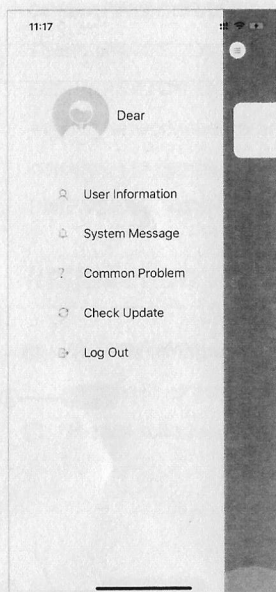 11:17
Dear
User Information
System Message
? Common Problem
Check Update
Log Out